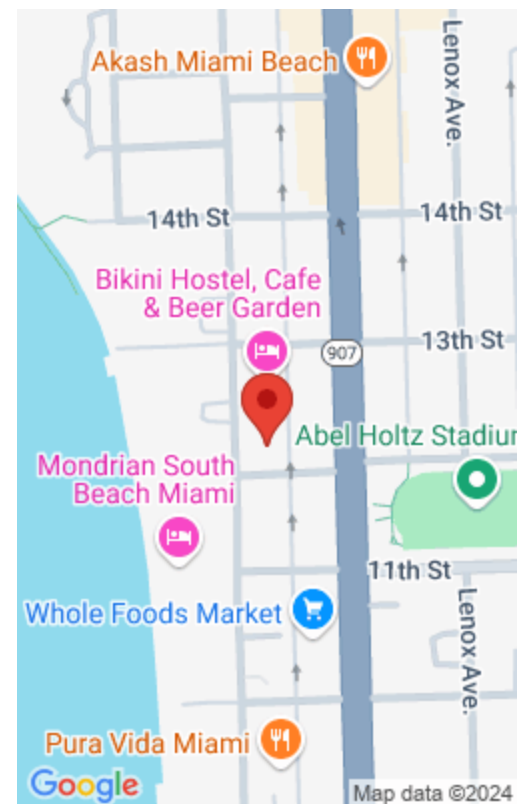 Akash Miami Beach
Lenox Ave.
14th St
14th St
Bikini Hostel, Cafe
& Beer Garden
907
13th St
Abel Holtz Stadiur
Mondrian South
Beach Miami
11th St
Whole Foods Market
Lenox Ave.
Pura Vida Miami
Google
Map data ©2024